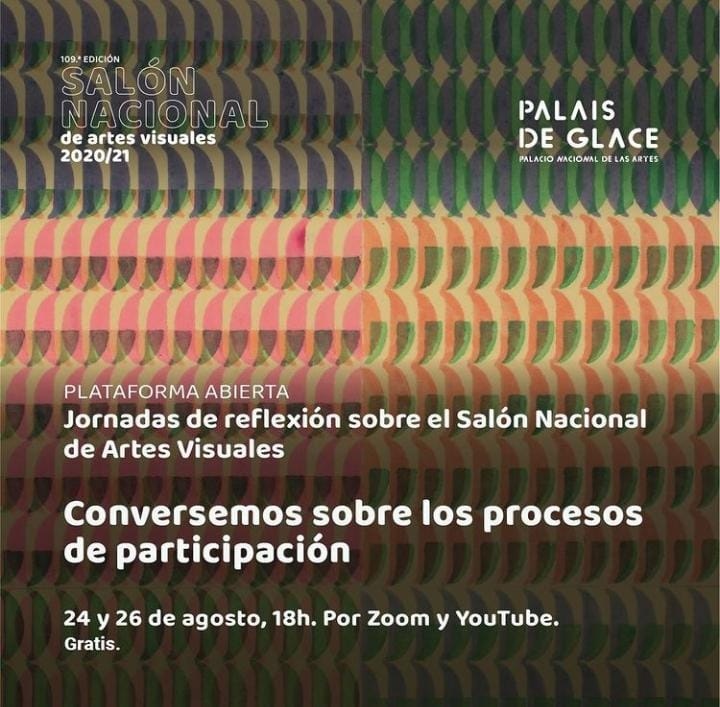 109.ª EDICIÓN
SALÓN
NACIONAL
de artes visuales
2020/21
PALAIS
DE GLACE
PALACIO NACIONAL DE LAS ARTES
PLATAFORMA ABIERTA
Jornadas de reflexión sobre el Salón Nacional
de Artes Visuales
Conversemos sobre los procesos
de participación
24 y 26 de agosto, 18h. Por Zoom y YouTube.
Gratis.